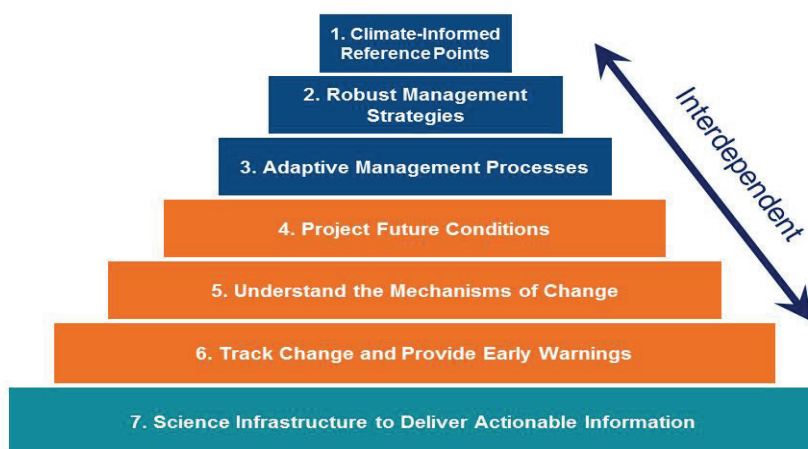 1. Climate-Informed
Reference Points
2. Robust Management
Strategies
3. Adaptive Management Processes
4. Project Future Conditions
5. Understand the Mechanisms of Change
6. Track Change and Provide Early Warnings
7. Science Infrastructure to Deliver Actionable Information
Interdependent